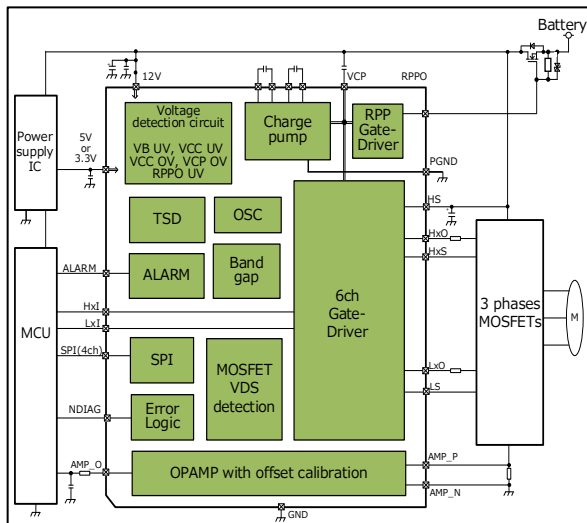 Battery
12V
VCP
RPPO
Power
supply
IC
5V
or
3.3V
Voltage
detection circuit
VB UV, VCC UV
VCC OV, VCP OV
RPPO UV
Charge
pump
RPP
Gate-
Driver
PGND
TSD
OSC
HS
HxO
HxS
ALARM
ALARM
Band
gap
6ch
Gate-
Driver
3 phases
MOSFETs
M
MCU
HxI
LxI
SPI(4ch)
SPI
MOSFET
VDS
detection
LxO
LS
NDIAG
Error
Logic
AMP_O
OPAMP with offset calibration
AMP_P
AMP_N
GND